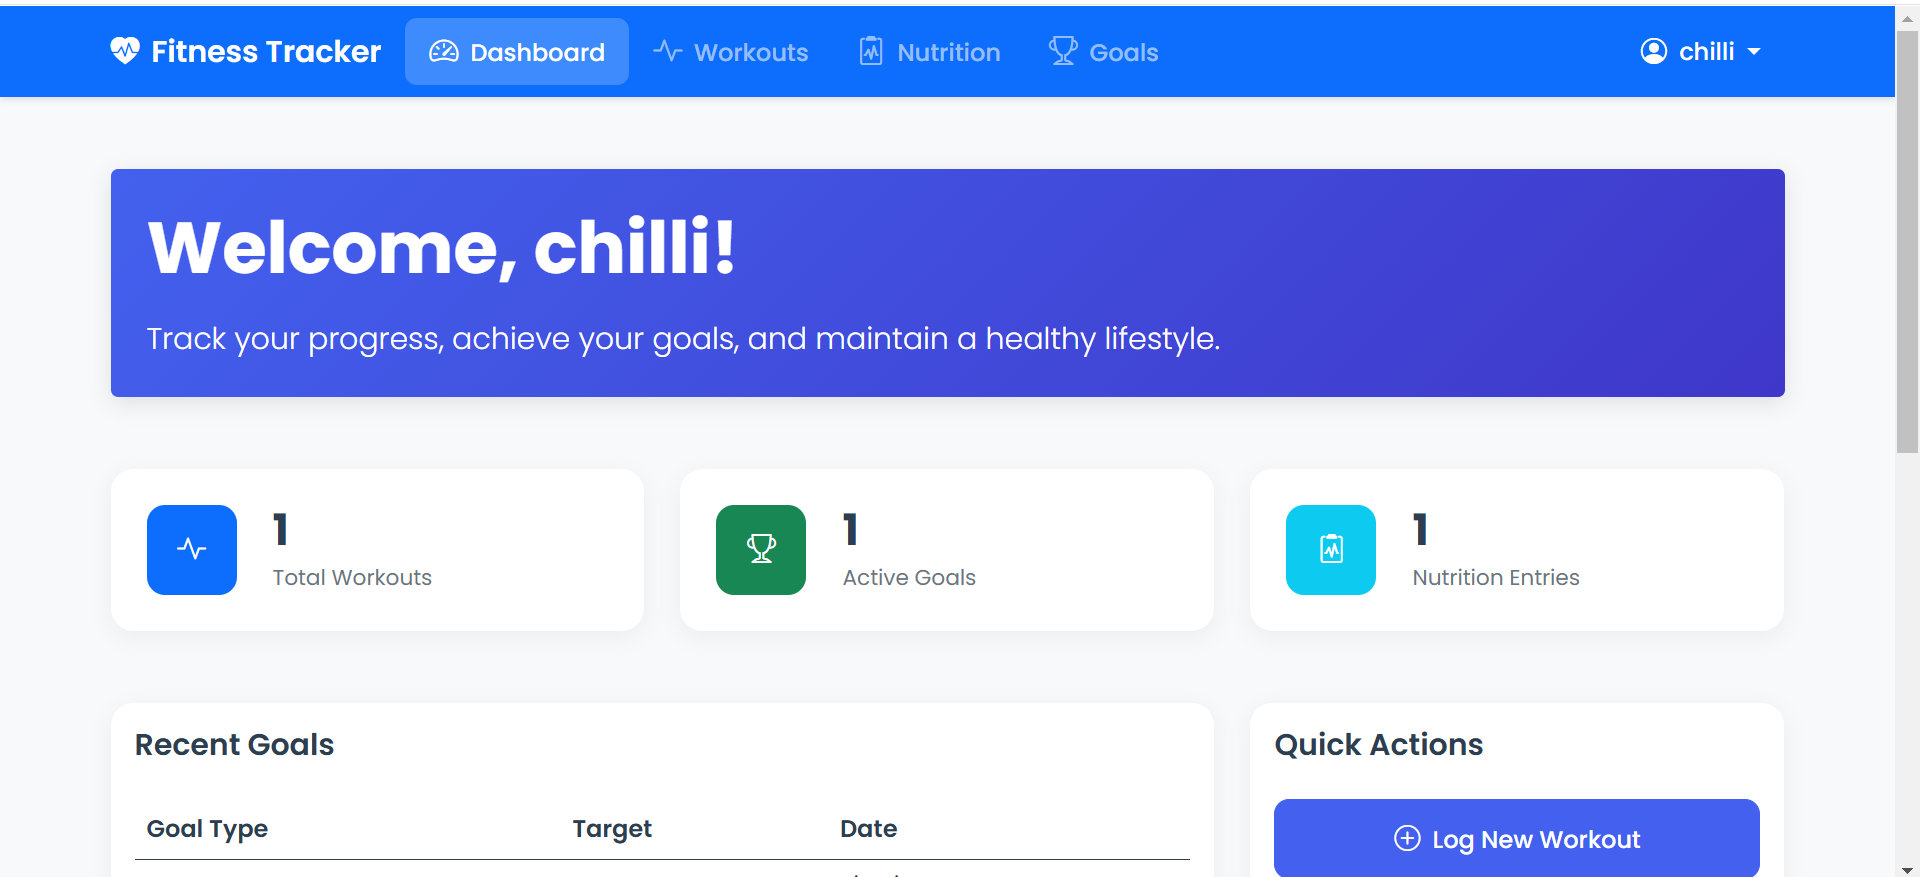 Fitness Tracker Dashboard Workouts Nutrition Goals chilli
Welcome, chilli!
Track your progress, achieve your goals, and maintain a healthy lifestyle.
1
Total Workouts
1
Active Goals
1
Nutrition Entries
Recent Goals
Goal Type Target Date
Quick Actions
Log New Workout